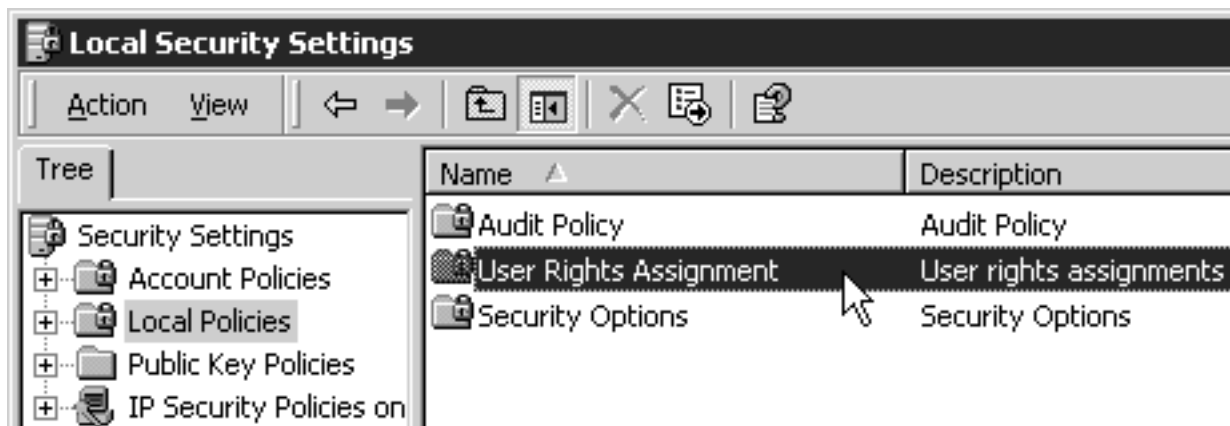 Local Security Settings
Action View
Tree
Name Description
Security Settings
Account Policies
Local Policies
Public Key Policies
IP Security Policies on
Audit Policy Audit Policy
User Rights Assignment User rights assignments
Security Options Security Options